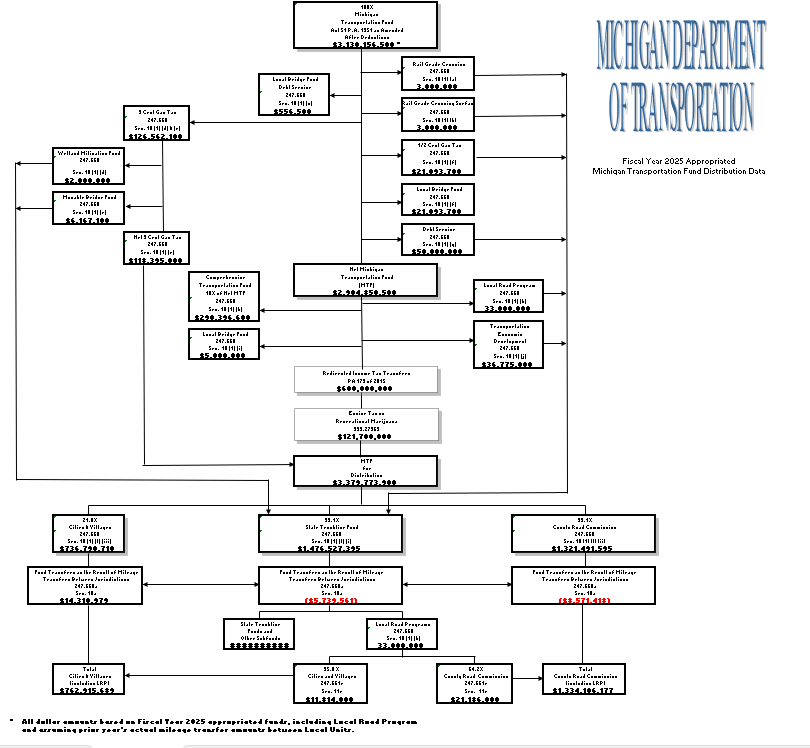 100%
Michigan
Transportation Fund
Act 51 P.A. 1951 as Amended
After Deductions
$3,130,156,500 *
MICHIGAN DEPARTMENT
OF TRANSPORTATION
Fiscal Year 2025 Appropriated
Michigan Transportation Fund Distribution Data
Rail Grade Crossing
247.660
Sec. 10(1)(a)
3,000,000
Local Bridge Fund
Debt Service
247.660
$556,500
Rail Grade Crossing Surface
247.660
Sec. 10(1)(b)
3,000,000
3 Cent Gas Tax
247.660
$126,562,100
1/2 Cent Gas Tax
247.660
Sec. 10(1)(f)
$21,093,700
Wetland Mitigation Fund
247.660
Sec. 10(1)(d)
$2,000,000
Local Bridge Fund
247.660
Sec. 10(1)(f)
$21,093,700
Movable Bridge Fund
247.660
Sec. 10(1)(e)
$6,167,100
Debt Service
247.660
Sec. 10(1)(g)
$50,000,000
Net 3 Cent Gas Tax
247.660
$118,395,000
Net Michigan
Transportation Fund
(MTF)
$2,904,850,500
Comprehensive
Transportation Fund
10% of Net MTF
247.660
$290,396,600
Local Road Program
247.660
Sec. 10(1)(h)
33,000,000
Local Bridge Fund
247.660
Sec. 10(1)(i)
$5,000,000
Transportation
Economic
Development
247.660
Sec. 10(1)(j)
$36,775,000
Redirected Income Tax Transfers
PA 179 of 2015
$600,000,000
Excise Tax on
Recreational Marijuana
333.27963
$121,700,000
MTF
for
Distribution
$3,379,773,900
21.8%
Cities & Villages
247.660
$736,790,710
39.1%
State Trunkline Fund
247.660
$1,476,527,395
39.1%
County Road Commission
247.660
$1,321,491,595
Fund Transfers as the Result of Mileage
Transfers Between Jurisdictions
247.660a
Sec. 10a
$14,310,979
Fund Transfers as the Result of Mileage
Transfers Between Jurisdictions
247.660a
Sec. 10a
($5,739,561)
Fund Transfers as the Result of Mileage
Transfers Between Jurisdictions
247.660a
Sec. 10a
($8,571,418)
State Trunkline
Funds and
Other Subfunds
##########
Local Road Programs
247.660
Sec. 10(1)(h)
33,000,000
Total
Cities & Villages
(including LRP)
$762,915,689
35.8%
Cities and Villages
247.661e
Sec. 11e
$11,814,000
64.2%
County Road Commission
247.661e
Sec. 11e
$21,186,000
Total
County Road Commission
(including LRP)
$1,334,106,177
* All dollar amounts based on Fiscal Year 2025 appropriated funds, including Local Road Program
and assuming prior year's actual mileage transfer amounts between Local Units.